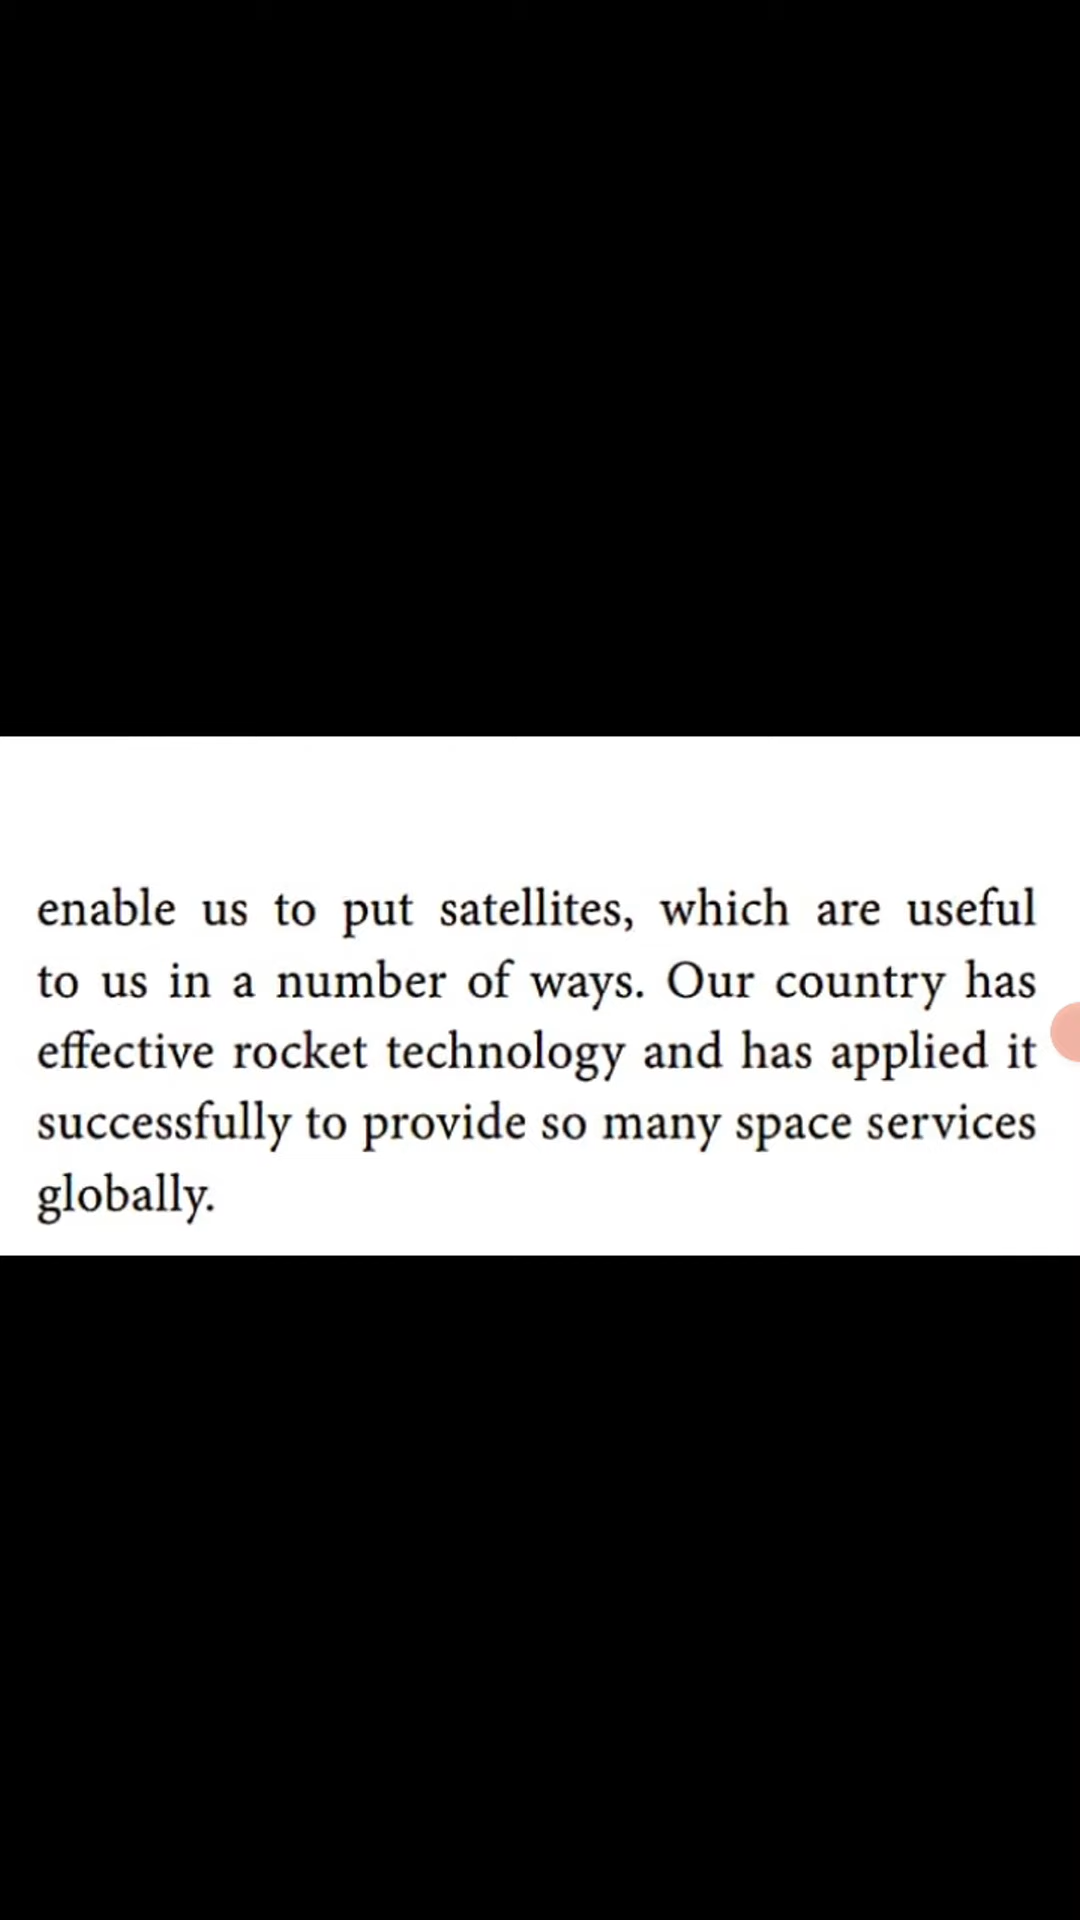 enable us to put satellites, which are useful
to us in a number of ways. Our country has
effective rocket technology and has applied it
successfully to provide so many space services
globally.